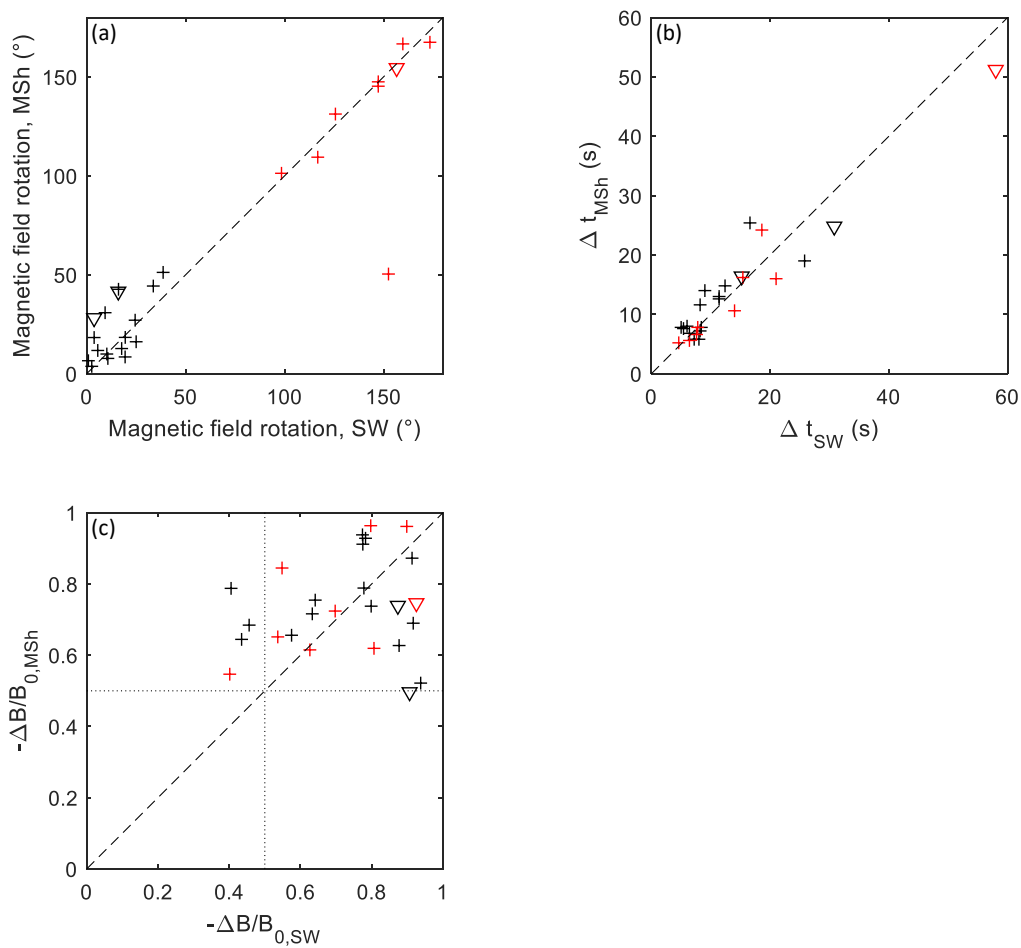 (a)
Magnetic field rotation, MSh (°)
150
100
50
0
0 50 100 150
Magnetic field rotation, SW (°)
(b)
Δ t_MSh (s)
60
50
40
30
20
10
0
0 20 40 60
Δ t_SW (s)
(c)
-ΔB/B_0,MSh
1
0.8
0.6
0.4
0.2
0
0 0.2 0.4 0.6 0.8 1
-ΔB/B_0,SW